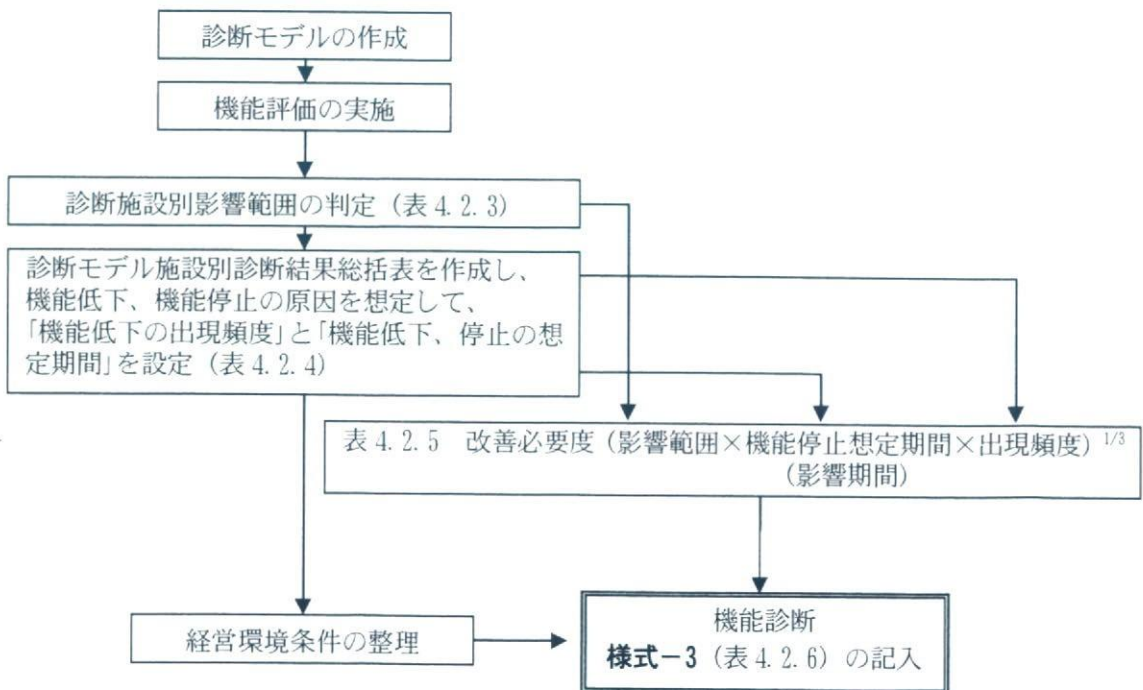 診断モデルの作成
機能評価の実施
診断施設別影響範囲の判定（表 4.2.3）
診断モデル施設別診断結果総括表を作成し、
機能低下、機能停止の原因を想定して、
「機能低下の出現頻度」と「機能低下、停止の想
定期間」を設定（表 4.2.4）
表 4.2.5　改善必要度（影響範囲×機能停止想定期間×出現頻度）1/3
（影響期間）
経営環境条件の整理
機能診断
様式－3（表 4.2.6）の記入